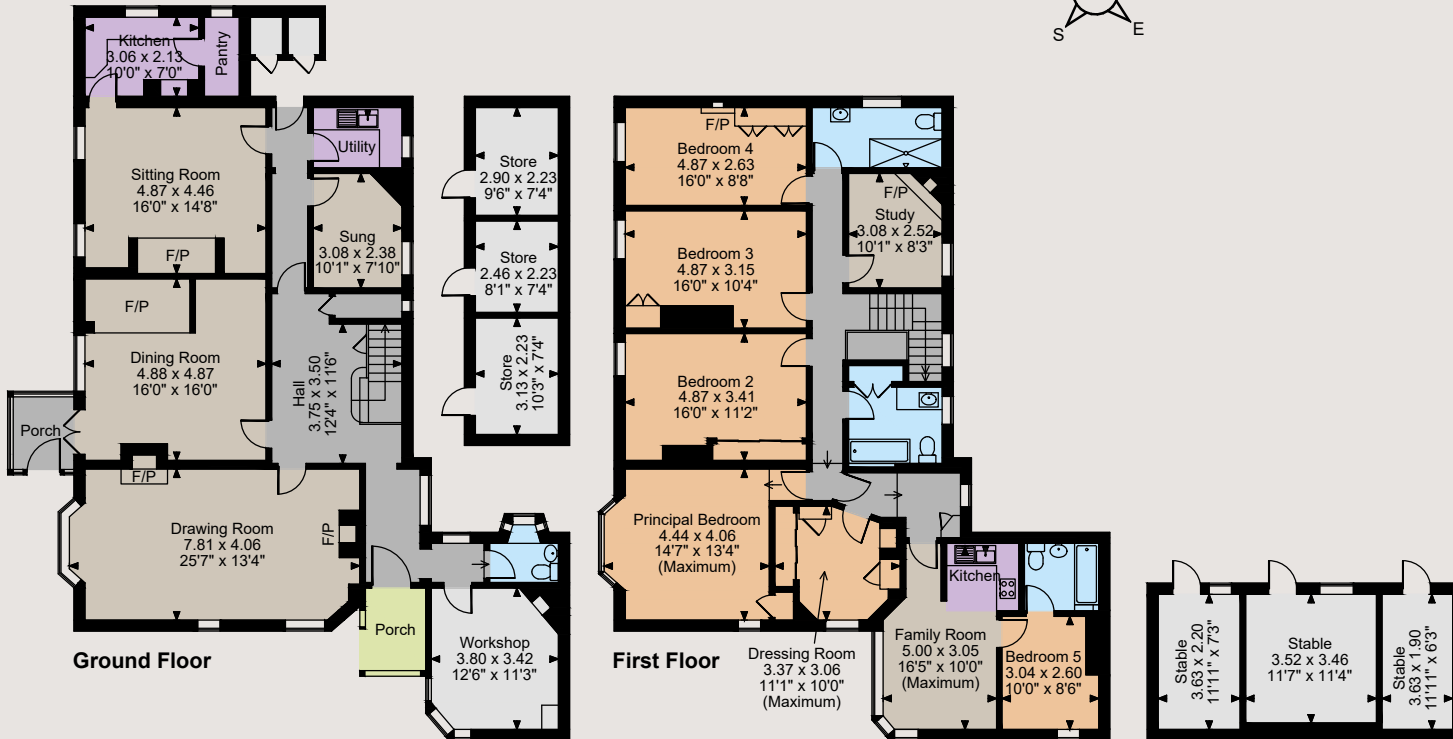 S
E
Kitchen
3.06 x 2.13
10'0" x 7'0"
Pantry
Sitting Room
4.87 x 4.46
16'0" x 14'8"
F/P
Utility
Sung
3.08 x 2.38
10'1" x 7'10"
F/P
Dining Room
4.88 x 4.87
16'0" x 16'0"
Hall
3.75 x 3.50
12'4" x 11'6"
Porch
F/P
Drawing Room
7.81 x 4.06
25'7" x 13'4"
F/P
Porch
Workshop
3.80 x 3.42
12'6" x 11'3"
Ground Floor
Store
2.90 x 2.23
9'6" x 7'4"
Store
2.46 x 2.23
8'1" x 7'4"
Store
3.13 x 2.23
10'3" x 7'4"
F/P
Bedroom 4
4.87 x 2.63
16'0" x 8'8"
F/P
Study
3.08 x 2.52
10'1" x 8'3"
Bedroom 3
4.87 x 3.15
16'0" x 10'4"
Bedroom 2
4.87 x 3.41
16'0" x 11'2"
Principal Bedroom
4.44 x 4.06
14'7" x 13'4"
(Maximum)
Kitchen
Family Room
5.00 x 3.05
16'5" x 10'0"
(Maximum)
Bedroom 5
3.04 x 2.60
10'0" x 8'6"
First Floor
Dressing Room
3.37 x 3.06
11'1" x 10'0"
(Maximum)
Stable
3.63 x 2.20
11'11" x 7'3"
Stable
3.52 x 3.46
11'7" x 11'4"
Stable
3.63 x 1.90
11'11" x 6'3"